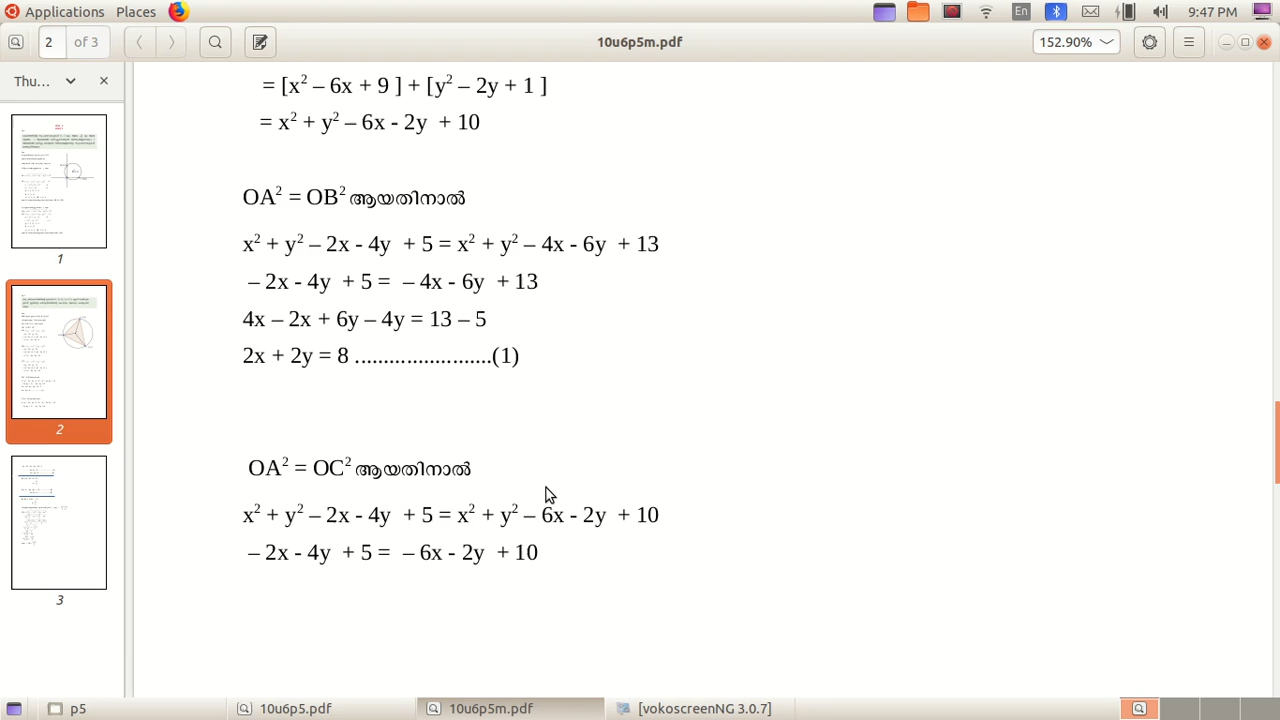 Applications Places En 9:47 PM
2 of 3 10u6p5m.pdf 152.90%
Thu...
= [x² – 6x + 9 ] + [y² – 2y + 1 ]
= x² + y² – 6x - 2y + 10
OA² = OB² ആയതിനാൽ
x² + y² – 2x - 4y + 5 = x² + y² – 4x - 6y + 13
– 2x - 4y + 5 = – 4x - 6y + 13
4x – 2x + 6y – 4y = 13 – 5
2x + 2y = 8 ........................(1)
OA² = OC² ആയതിനാൽ
x² + y² – 2x - 4y + 5 = x² + y² – 6x - 2y + 10
– 2x - 4y + 5 = – 6x - 2y + 10
1
2
3
p5 10u6p5.pdf 10u6p5m.pdf [vokoscreenNG 3.0.7]